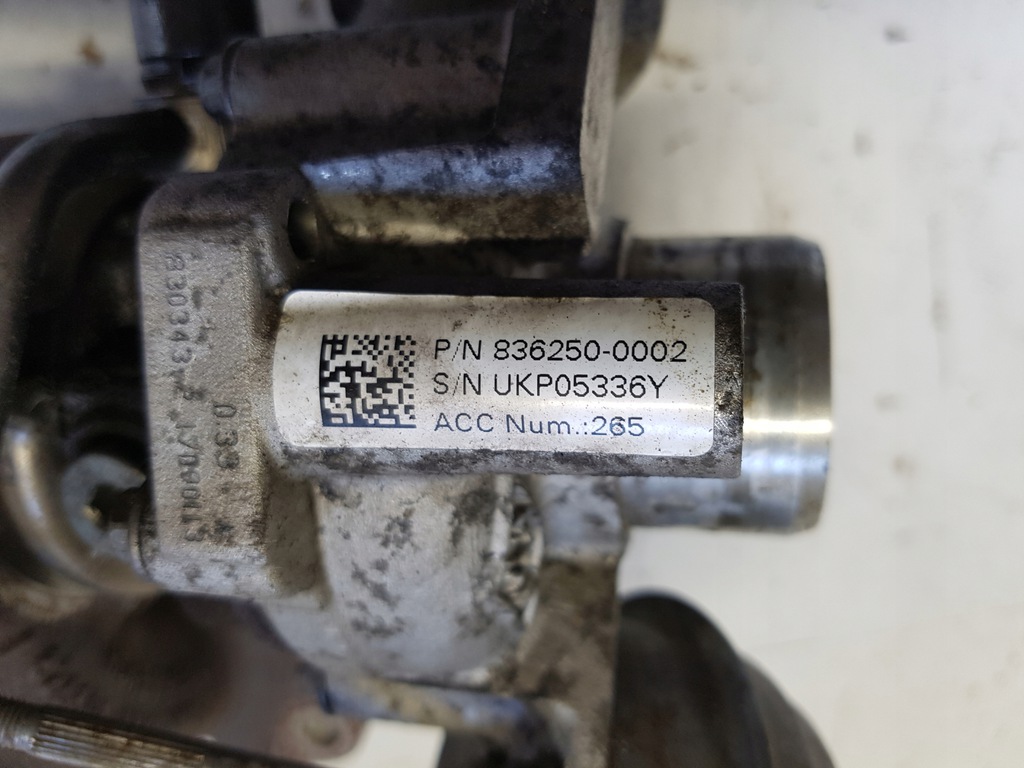 P/N 836250-0002
S/N UKP05336Y
ACC Num.:265